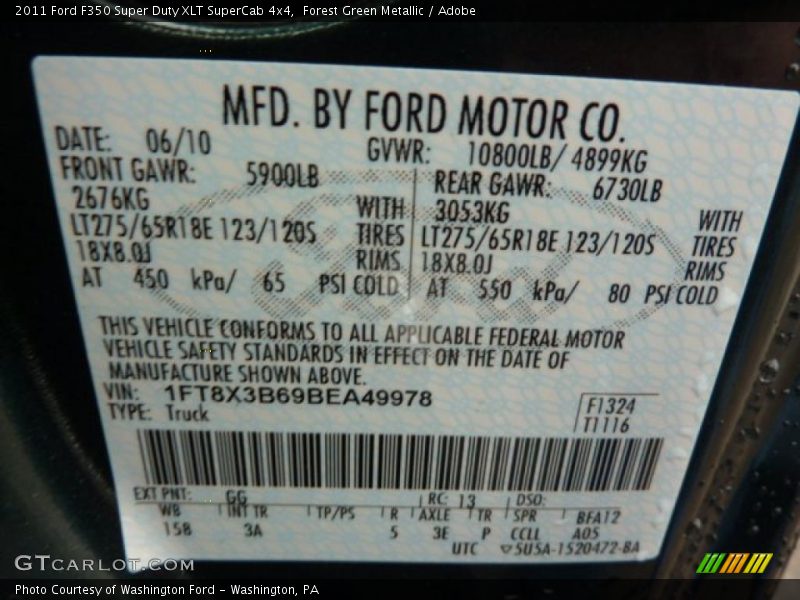 2011 Ford F350 Super Duty XLT SuperCab 4x4, Forest Green Metallic / Adobe
MFD. BY FORD MOTOR CO.
DATE: 06/10 GVWR: 10800LB/ 4899KG
FRONT GAWR: 5900LB REAR GAWR: 6730LB
2676KG WITH 3053KG WITH
LT275/65R18E 123/120S TIRES LT275/65R18E 123/120S TIRES
18X8.0J RIMS 18X8.0J RIMS
AT 450 kPa/ 65 PSI COLD AT 550 kPa/ 80 PSI COLD
THIS VEHICLE CONFORMS TO ALL APPLICABLE FEDERAL MOTOR
VEHICLE SAFETY STANDARDS IN EFFECT ON THE DATE OF
MANUFACTURE SHOWN ABOVE.
VIN: 1FT8X3B69BEA49978
TYPE: Truck
F1324
T1116
EXT PNT: GG RC: 13 DSO:
WB INT TR TP/PS R AXLE TR SPR BFA12
158 3A 5 3E P CCLL A05
UTC ▽5U5A-1520472-BA
GTCARLOT.COM
Photo Courtesy of Washington Ford - Washington, PA